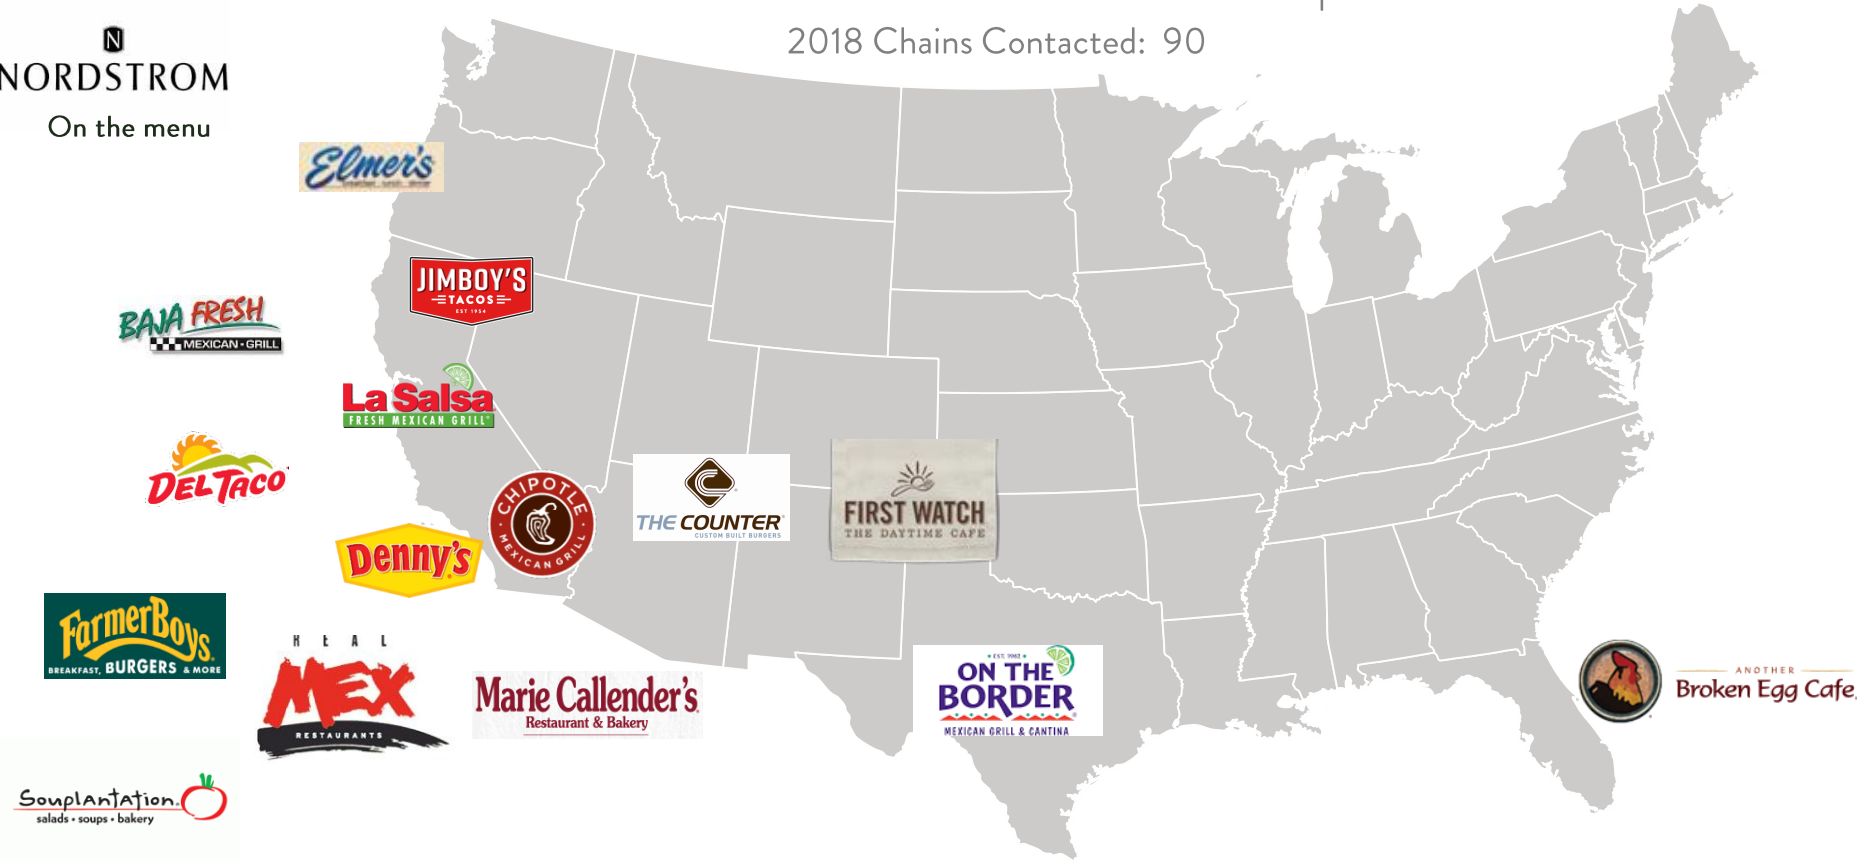 2018 Chains Contacted: 90
N
NORDSTROM
On the menu
Elmer's
JIMBOY'S
TACOS
EST 1954
BAJA FRESH
MEXICAN • GRILL
La Salsa
FRESH MEXICAN GRILL
DEL TACO
CHIPOTLE
MEXICAN GRILL
THE COUNTER
CUSTOM BUILT BURGERS
FIRST WATCH
THE DAYTIME CAFE
Denny's
Farmer Boys
BREAKFAST, BURGERS & MORE
MEX
RESTAURANTS
Marie Callender's
Restaurant & Bakery
EST. 1982
ON THE
BORDER
MEXICAN GRILL & CANTINA
ANOTHER
Broken Egg Cafe
Souplantation
salads • soups • bakery